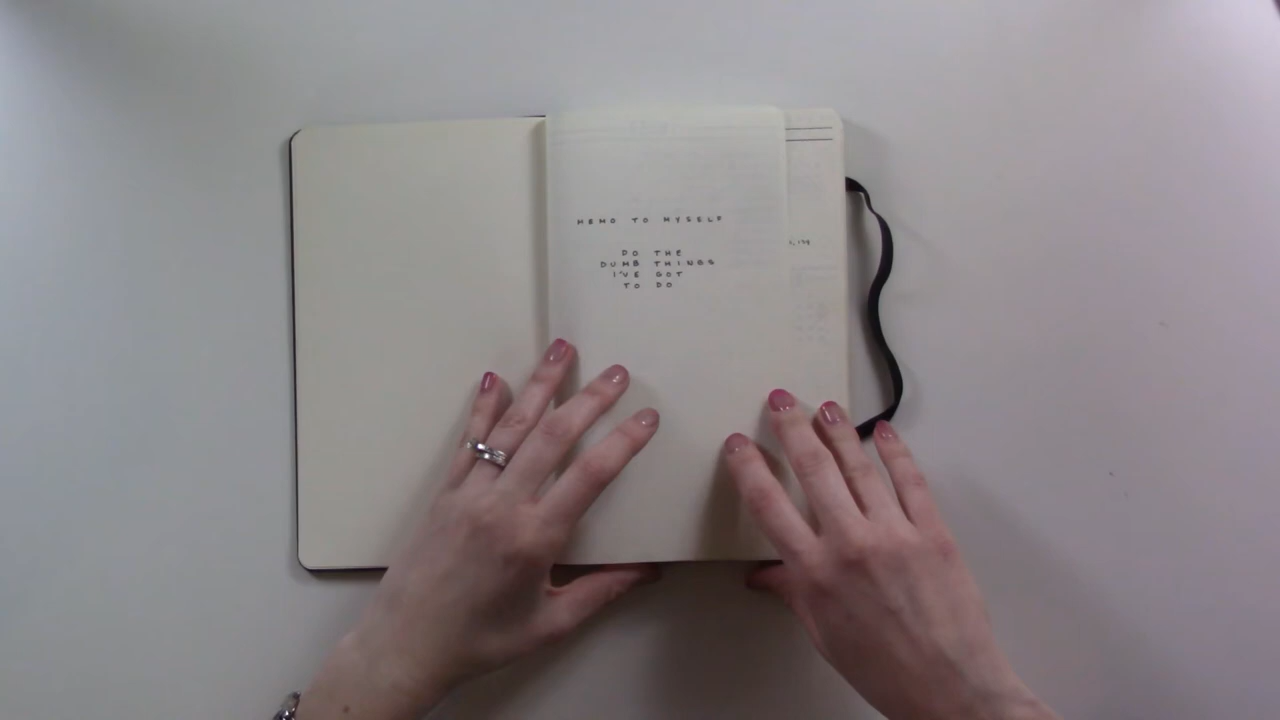 MEMO TO MYSELF
DO THE
DUMB THINGS
I'VE GOT
TO DO